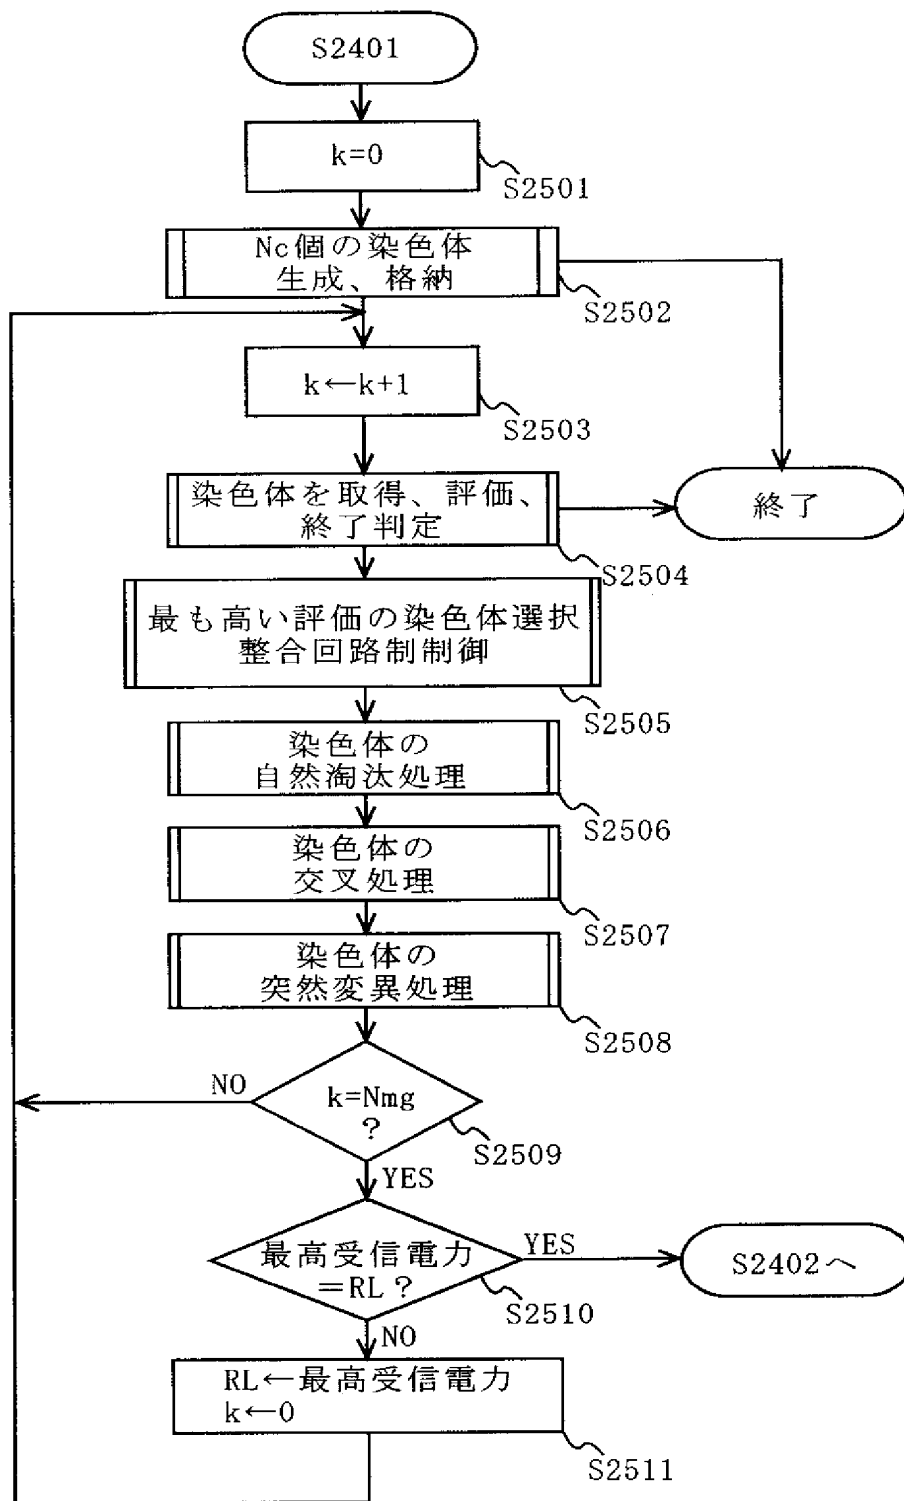 S2401
k=0
S2501
Nc個の染色体
生成、格納
S2502
k←k+1
S2503
染色体を取得、評価、
終了判定
S2504
終了
最も高い評価の染色体選択
整合回路制制御
S2505
染色体の
自然淘汰処理
S2506
染色体の
交叉処理
S2507
染色体の
突然変異処理
S2508
NO
k=Nmg
?
S2509
YES
最高受信電力
=RL?
YES
S2402へ
S2510
NO
RL←最高受信電力
k←0
S2511